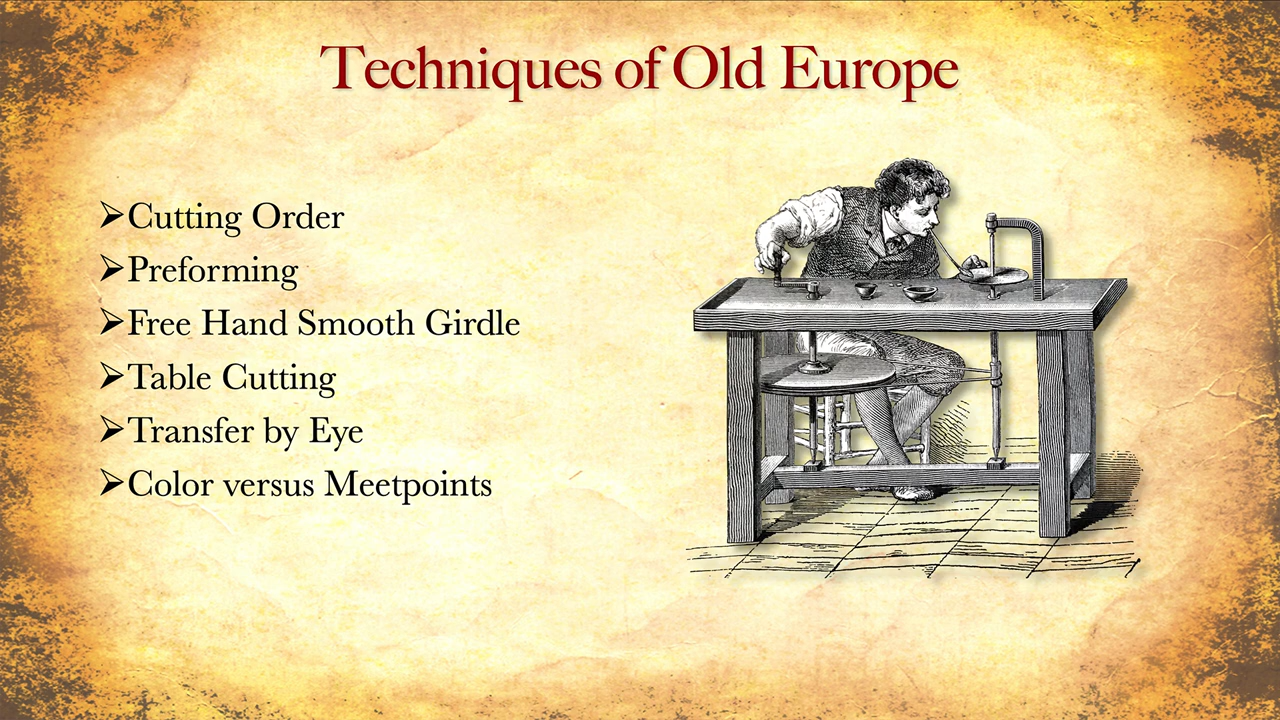 Techniques of Old Europe
➢Cutting Order
➢Preforming
➢Free Hand Smooth Girdle
➢Table Cutting
➢Transfer by Eye
➢Color versus Meetpoints